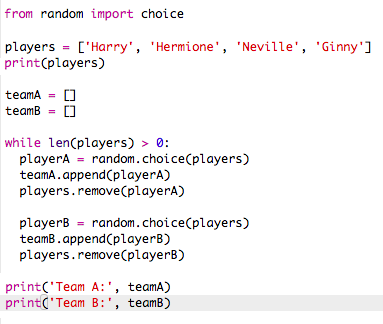 from random import choice
players = ['Harry', 'Hermione', 'Neville', 'Ginny']
print(players)
teamA = []
teamB = []
while len(players) > 0:
  playerA = random.choice(players)
  teamA.append(playerA)
  players.remove(playerA)
  playerB = random.choice(players)
  teamB.append(playerB)
  players.remove(playerB)
print('Team A:', teamA)
print('Team B:', teamB)